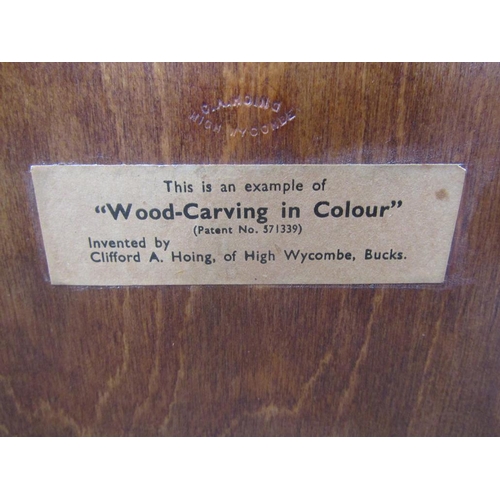 C.A.HOING
HIGH WYCOMBE
This is an example of
“Wood-Carving in Colour”
(Patent No. 571339)
Invented by
Clifford A. Hoing, of High Wycombe, Bucks.